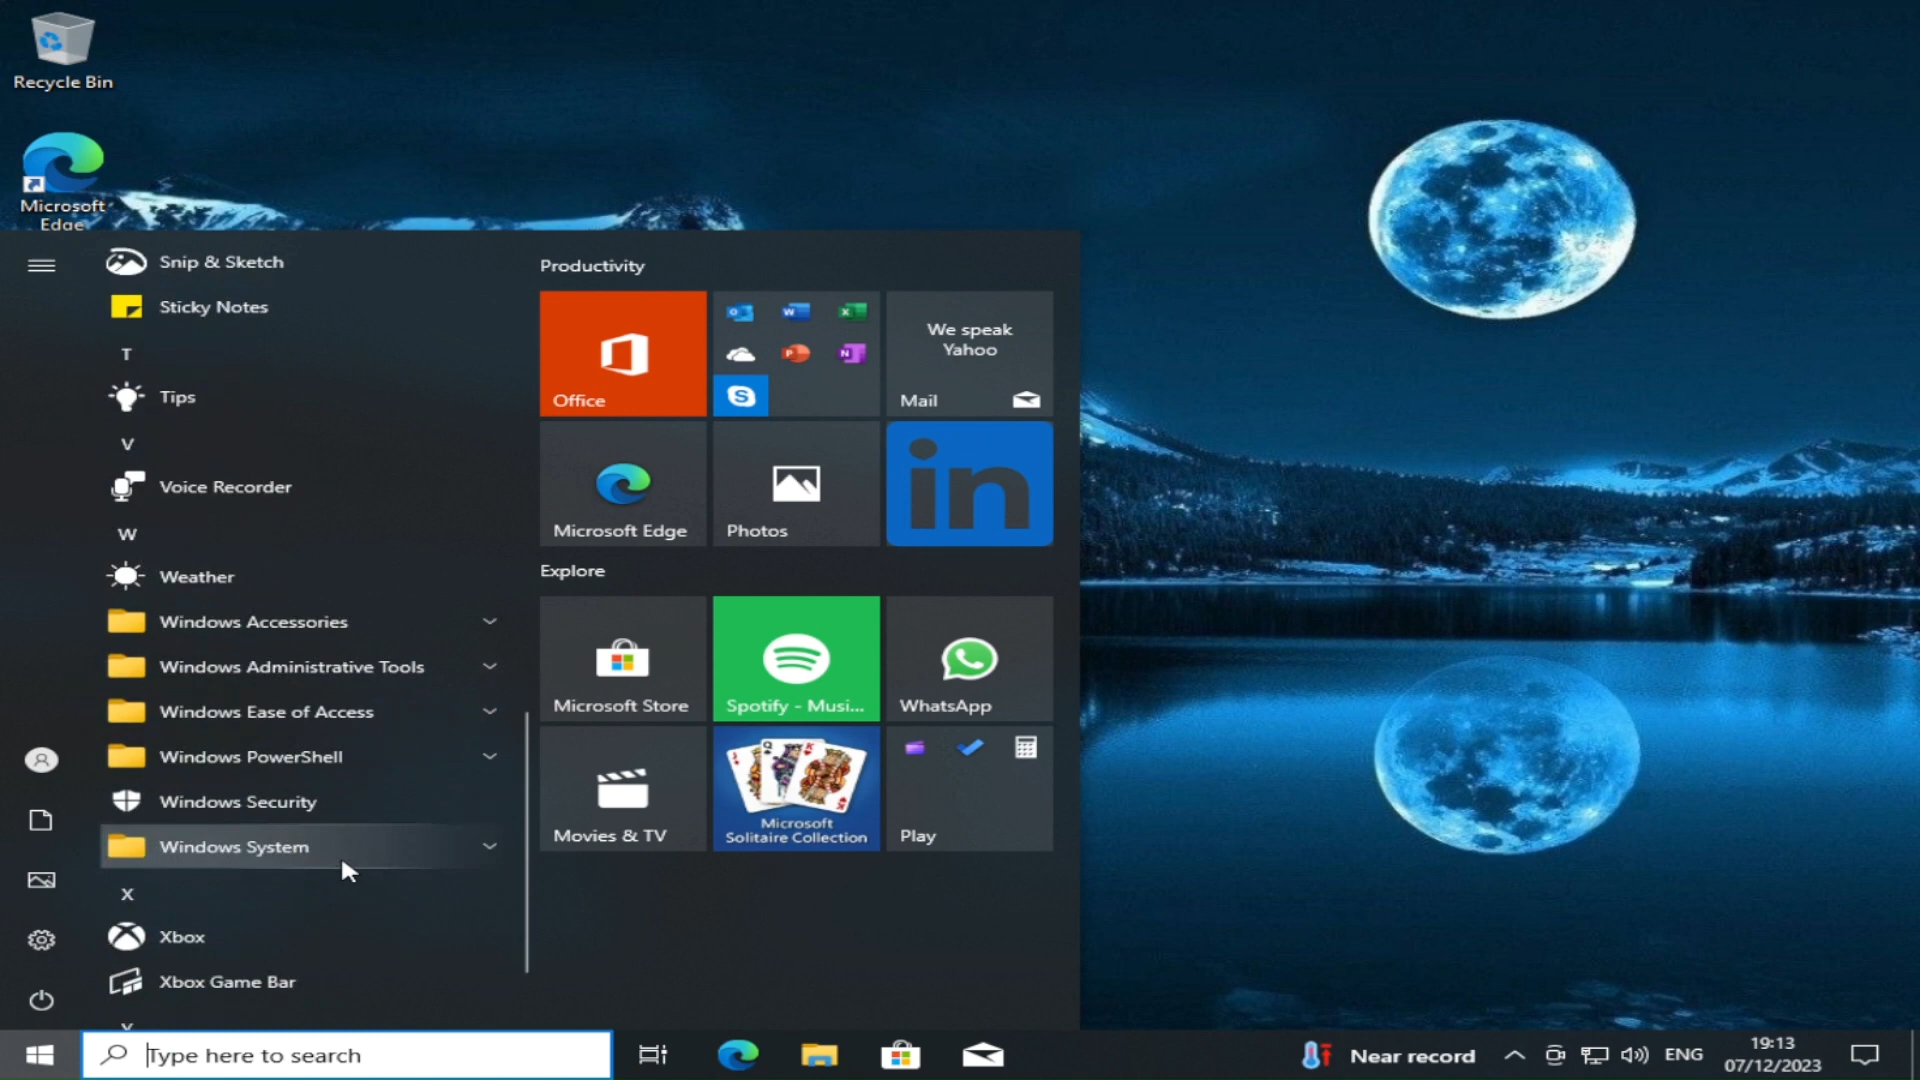 Recycle Bin
Microsoft
Edge
Snip & Sketch
Sticky Notes
T
Tips
V
Voice Recorder
W
Weather
Windows Accessories
Windows Administrative Tools
Windows Ease of Access
Windows PowerShell
Windows Security
Windows System
X
Xbox
Xbox Game Bar
Y
Productivity
Office
We speak
Yahoo
Mail
Microsoft Edge
Photos
in
Explore
Microsoft Store
Spotify - Musi...
WhatsApp
Movies & TV
Microsoft
Solitaire Collection
Play
Type here to search
Near record
ENG
19:13
07/12/2023